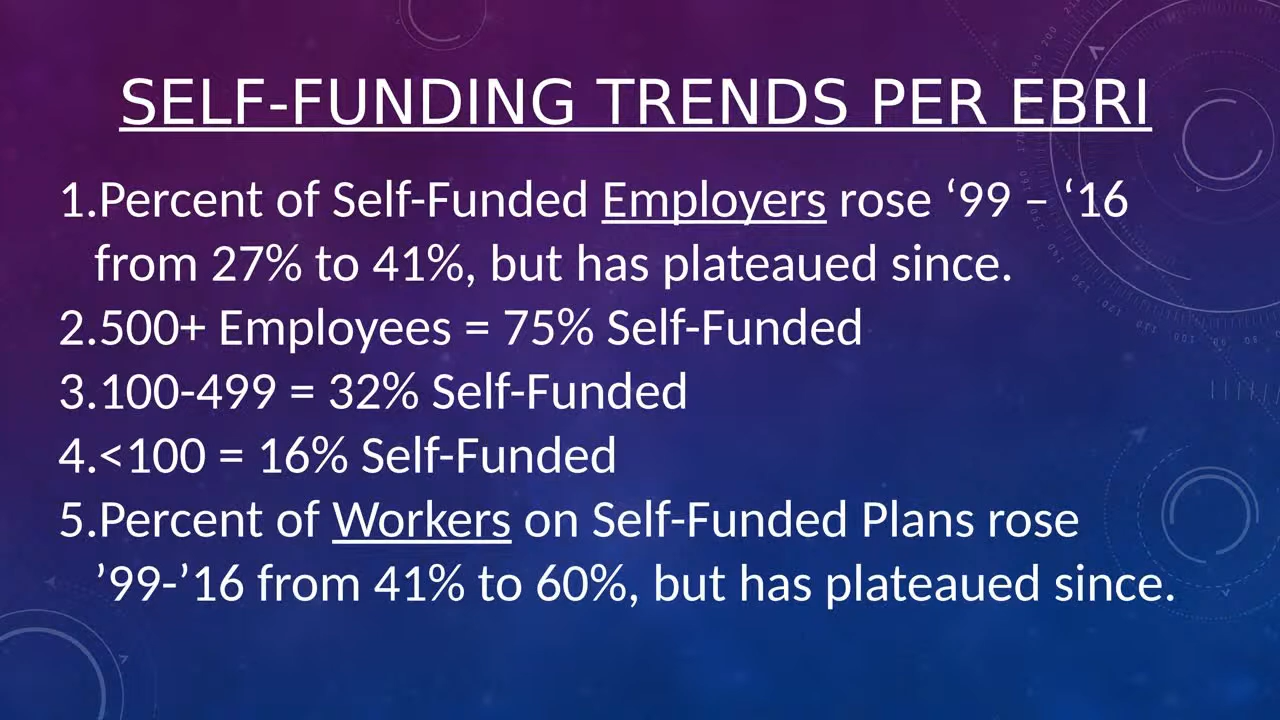 SELF-FUNDING TRENDS PER EBRI
1.Percent of Self-Funded Employers rose ‘99 – ‘16
from 27% to 41%, but has plateaued since.
2.500+ Employees = 75% Self-Funded
3.100-499 = 32% Self-Funded
4.<100 = 16% Self-Funded
5.Percent of Workers on Self-Funded Plans rose
’99-’16 from 41% to 60%, but has plateaued since.